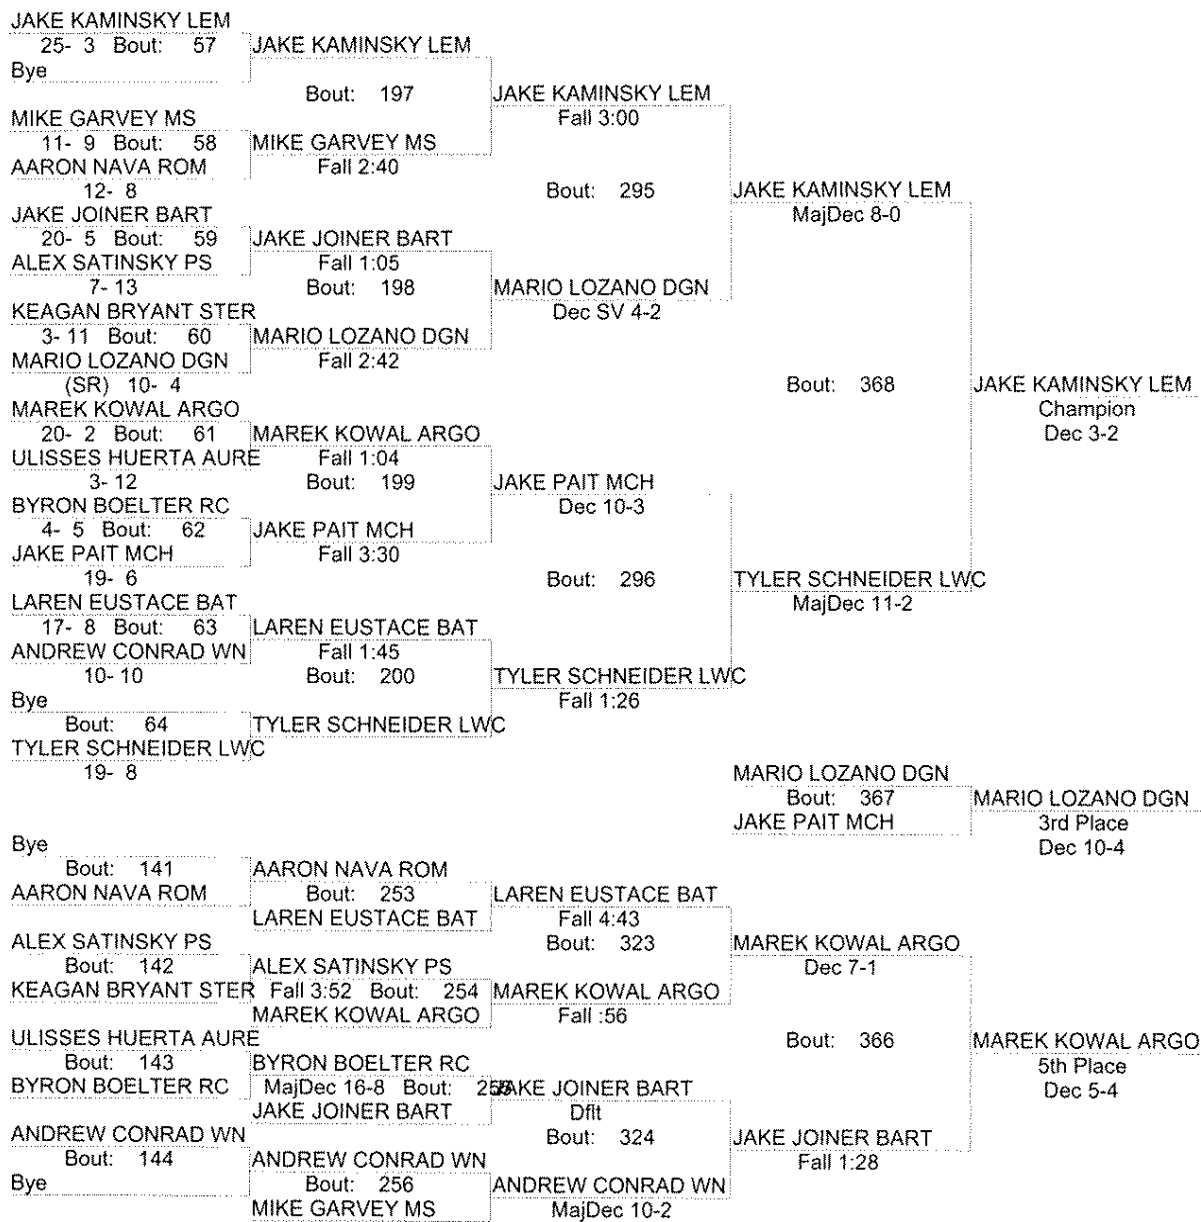 JAKE KAMINSKY LEM
25- 3 Bout: 57 JAKE KAMINSKY LEM
Bye
Bout: 197 JAKE KAMINSKY LEM
Fall 3:00
MIKE GARVEY MS
11- 9 Bout: 58 MIKE GARVEY MS
AARON NAVA ROM Fall 2:40
12- 8 Bout: 295 JAKE KAMINSKY LEM
MajDec 8-0
JAKE JOINER BART
20- 5 Bout: 59 JAKE JOINER BART
ALEX SATINSKY PS Fall 1:05
7- 13 Bout: 198 MARIO LOZANO DGN
Dec SV 4-2
KEAGAN BRYANT STER
3- 11 Bout: 60 MARIO LOZANO DGN
MARIO LOZANO DGN Fall 2:42
(SR) 10- 4 Bout: 368 JAKE KAMINSKY LEM
Champion
Dec 3-2
MAREK KOWAL ARGO
20- 2 Bout: 61 MAREK KOWAL ARGO
ULISSES HUERTA AURE Fall 1:04
3- 12 Bout: 199 JAKE PAIT MCH
Dec 10-3
BYRON BOELTER RC
4- 5 Bout: 62 JAKE PAIT MCH
JAKE PAIT MCH Fall 3:30
19- 6 Bout: 296 TYLER SCHNEIDER LWC
MajDec 11-2
LAREN EUSTACE BAT
17- 8 Bout: 63 LAREN EUSTACE BAT
ANDREW CONRAD WN Fall 1:45
10- 10 Bout: 200 TYLER SCHNEIDER LWC
Fall 1:26
Bye
Bout: 64 TYLER SCHNEIDER LWC
TYLER SCHNEIDER LWC
19- 8
MARIO LOZANO DGN
Bout: 367 MARIO LOZANO DGN
JAKE PAIT MCH 3rd Place
Dec 10-4
Bye
Bout: 141 AARON NAVA ROM
AARON NAVA ROM Bout: 253 LAREN EUSTACE BAT
LAREN EUSTACE BAT Fall 4:43
ALEX SATINSKY PS Bout: 323 MAREK KOWAL ARGO
Bout: 142 ALEX SATINSKY PS Dec 7-1
KEAGAN BRYANT STER Fall 3:52 Bout: 254 MAREK KOWAL ARGO
MAREK KOWAL ARGO Fall :56
ULISSES HUERTA AURE Bout: 366 MAREK KOWAL ARGO
Bout: 143 BYRON BOELTER RC 5th Place
BYRON BOELTER RC MajDec 16-8 Bout: 255 JAKE JOINER BART Dec 5-4
JAKE JOINER BART Dflt
ANDREW CONRAD WN Bout: 324 JAKE JOINER BART
Bout: 144 ANDREW CONRAD WN Fall 1:28
Bye Bout: 256 ANDREW CONRAD WN
MIKE GARVEY MS MajDec 10-2